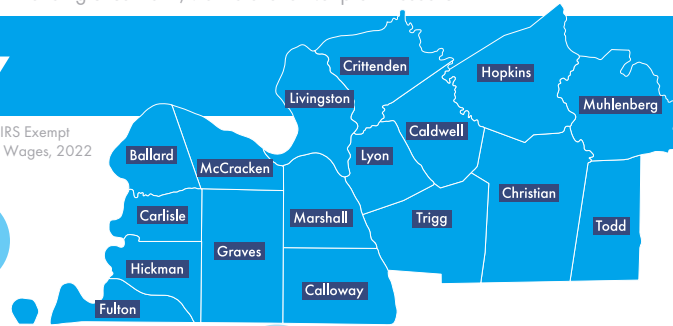 Crittenden
Hopkins
Livingston
Muhlenberg
IRS Exempt
Wages, 2022
Caldwell
Ballard
Lyon
McCracken
Christian
Carlisle
Marshall
Trigg
Todd
Graves
Hickman
Calloway
Fulton